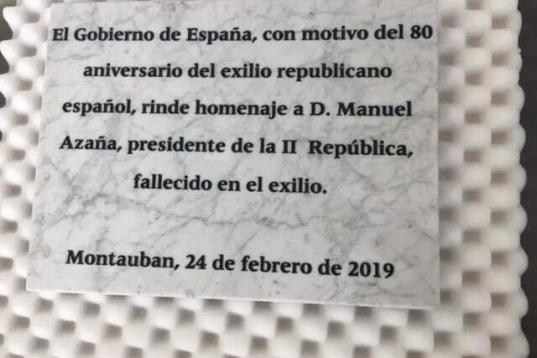 El Gobierno de España, con motivo del 80
aniversario del exilio republicano
español, rinde homenaje a D. Manuel
Azaña, presidente de la II República,
fallecido en el exilio.
Montauban, 24 de febrero de 2019